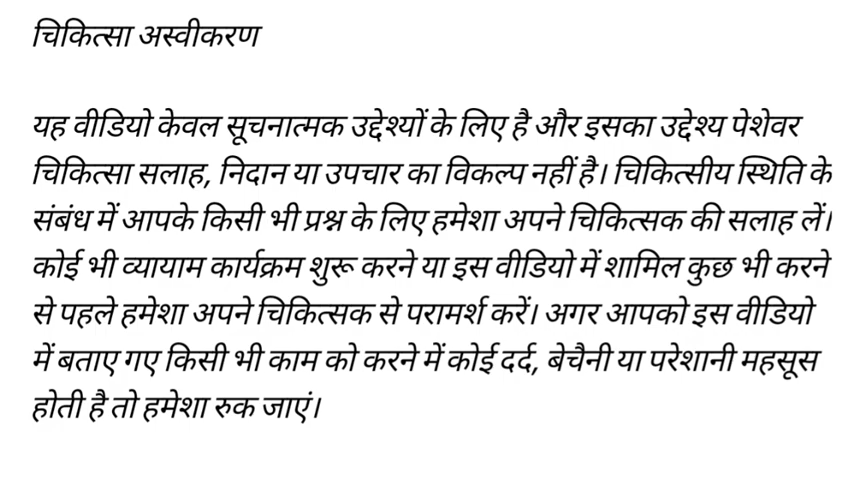 चिकित्सा अस्वीकरण
यह वीडियो केवल सूचनात्मक उद्देश्यों के लिए है और इसका उद्देश्य पेशेवर
चिकित्सा सलाह, निदान या उपचार का विकल्प नहीं है। चिकित्सीय स्थिति के
संबंध में आपके किसी भी प्रश्न के लिए हमेशा अपने चिकित्सक की सलाह लें।
कोई भी व्यायाम कार्यक्रम शुरू करने या इस वीडियो में शामिल कुछ भी करने
से पहले हमेशा अपने चिकित्सक से परामर्श करें। अगर आपको इस वीडियो
में बताए गए किसी भी काम को करने में कोई दर्द, बेचैनी या परेशानी महसूस
होती है तो हमेशा रुक जाएं।